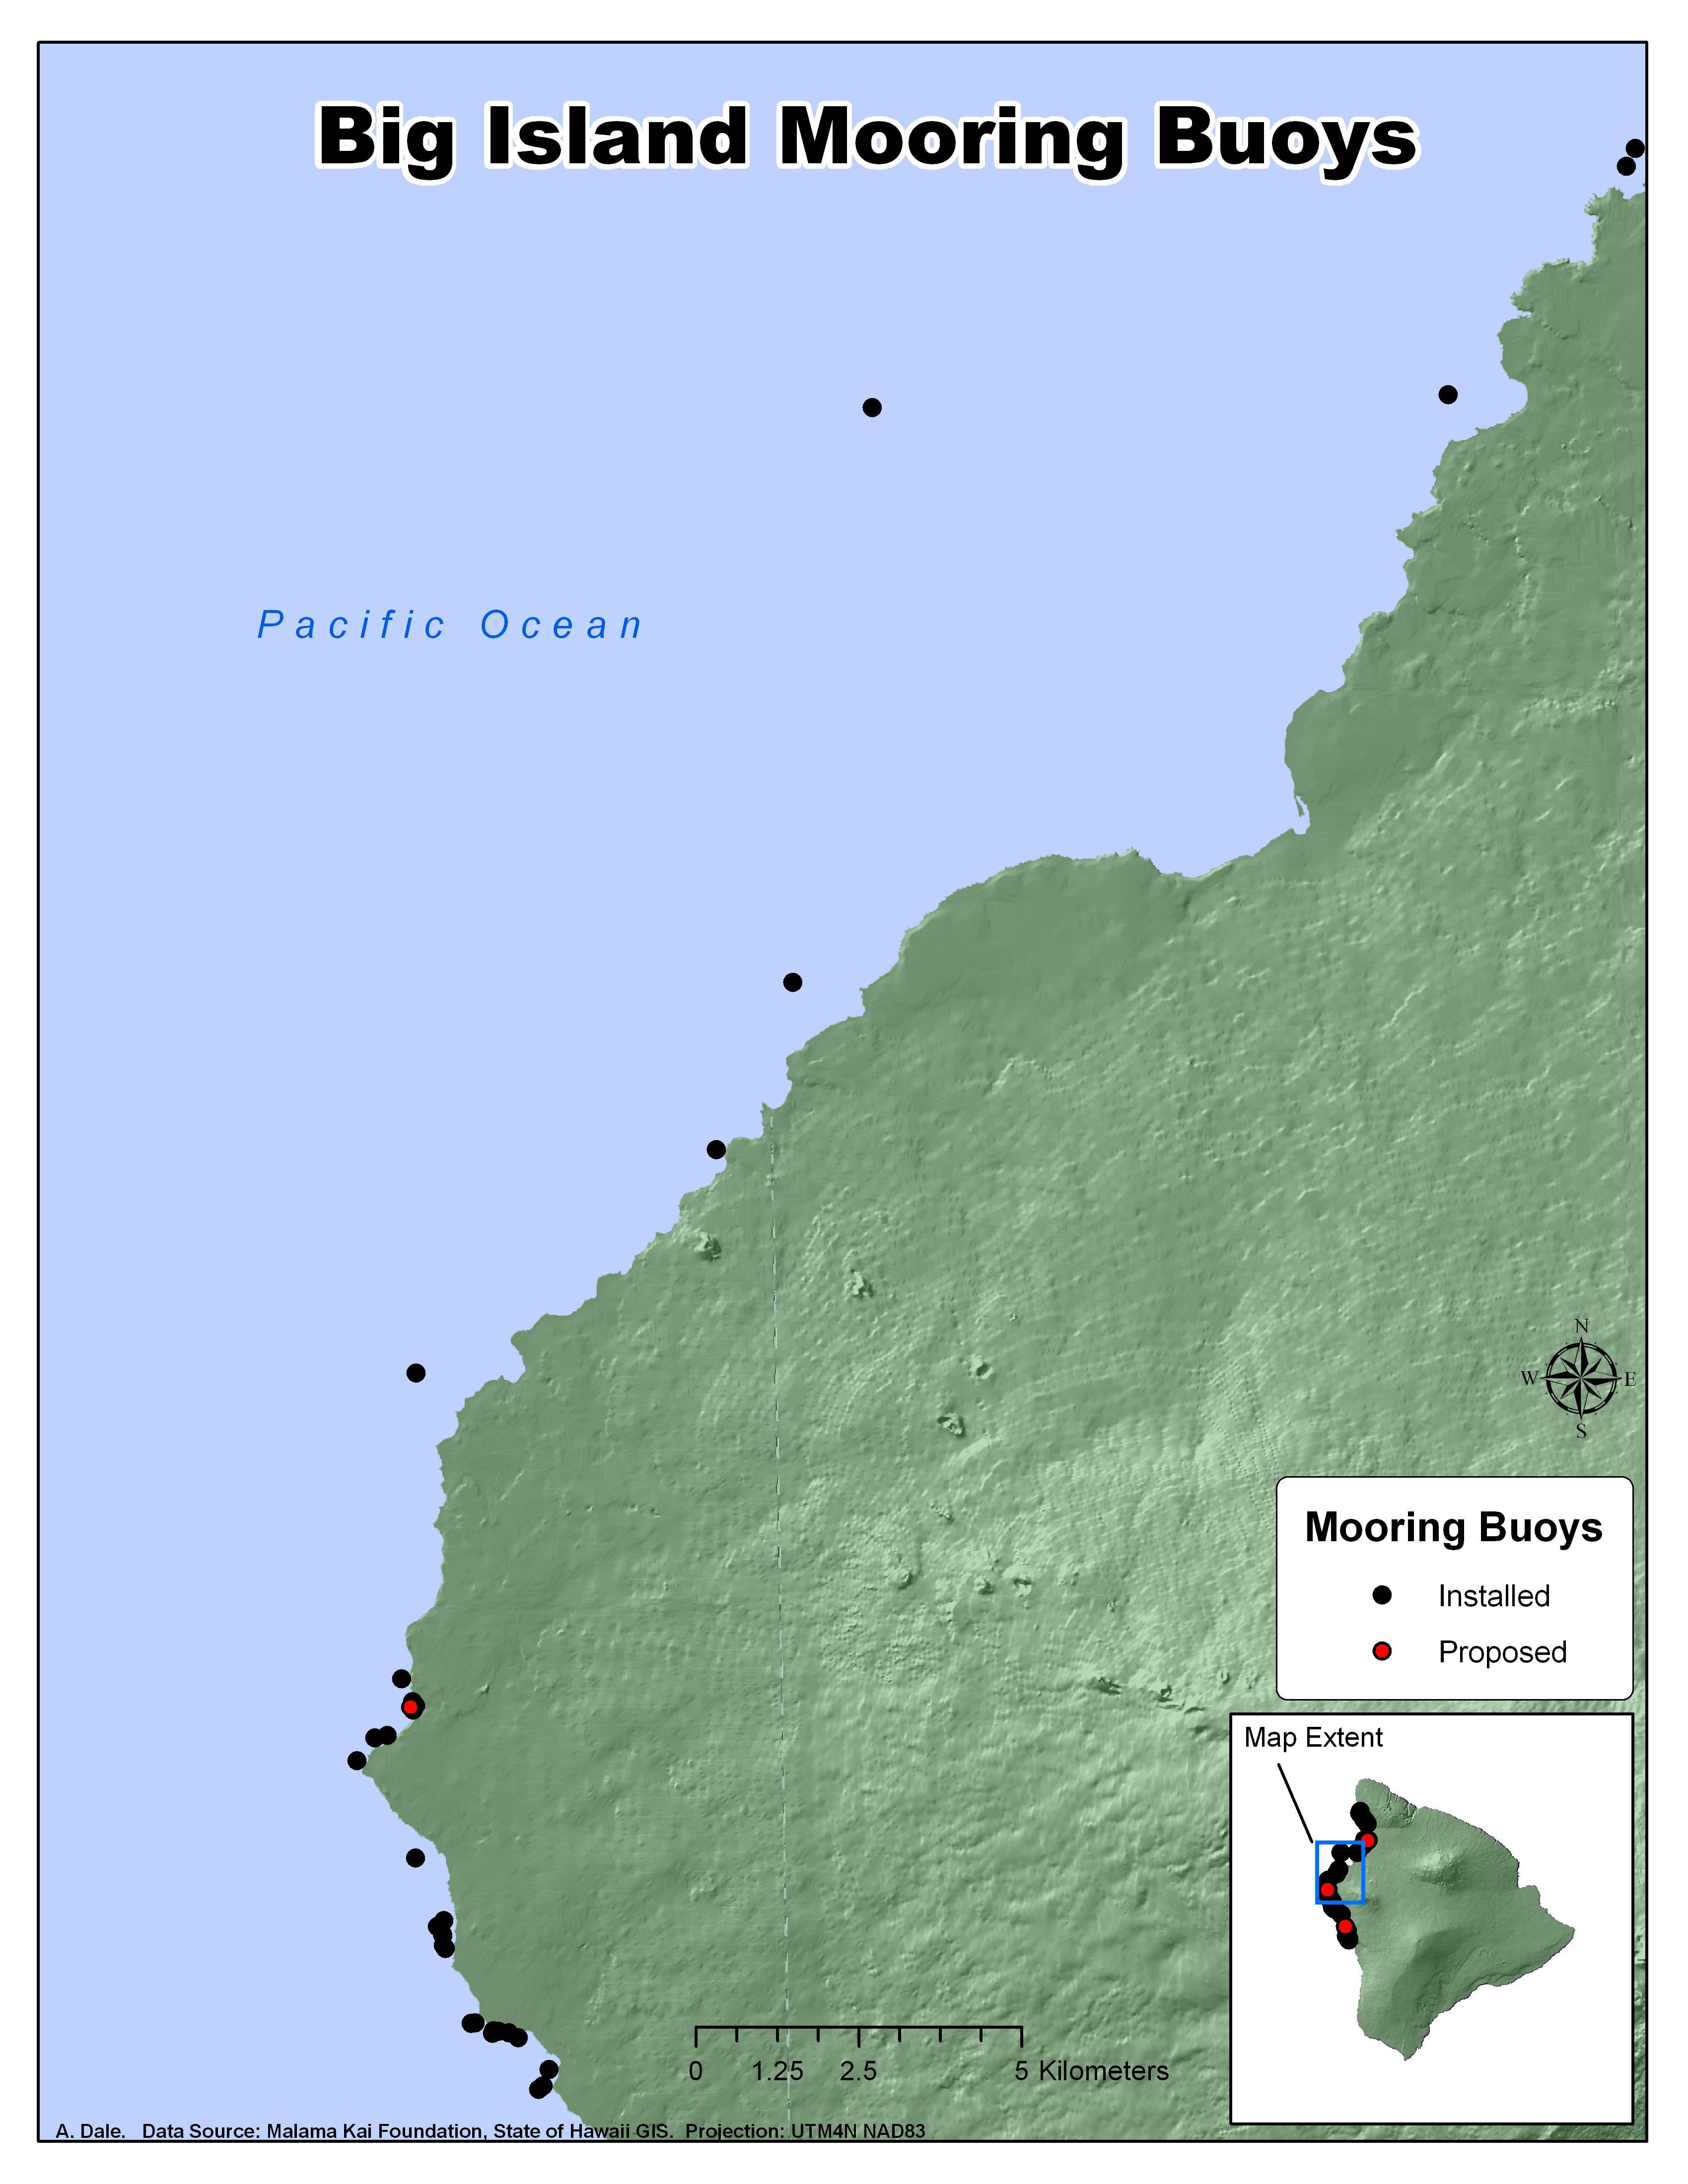 Big Island Mooring Buoys
Pacific Ocean
N
W E
S
Mooring Buoys
Installed
Proposed
Map Extent
0 1.25 2.5 5 Kilometers
A. Dale. Data Source: Malama Kai Foundation, State of Hawaii GIS. Projection: UTM4N NAD83